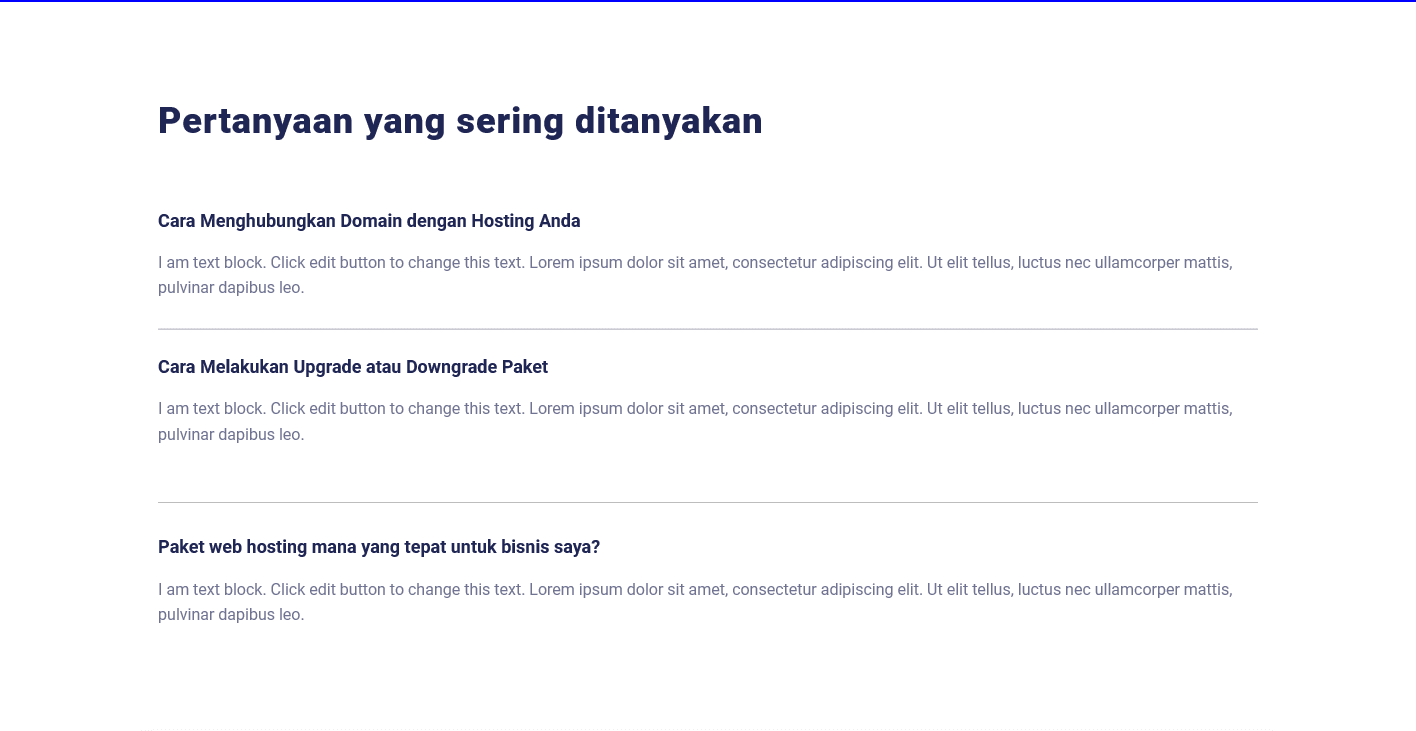 Pertanyaan yang sering ditanyakan
Cara Menghubungkan Domain dengan Hosting Anda
I am text block. Click edit button to change this text. Lorem ipsum dolor sit amet, consectetur adipiscing elit. Ut elit tellus, luctus nec ullamcorper mattis,
pulvinar dapibus leo.
Cara Melakukan Upgrade atau Downgrade Paket
I am text block. Click edit button to change this text. Lorem ipsum dolor sit amet, consectetur adipiscing elit. Ut elit tellus, luctus nec ullamcorper mattis,
pulvinar dapibus leo.
Paket web hosting mana yang tepat untuk bisnis saya?
I am text block. Click edit button to change this text. Lorem ipsum dolor sit amet, consectetur adipiscing elit. Ut elit tellus, luctus nec ullamcorper mattis,
pulvinar dapibus leo.